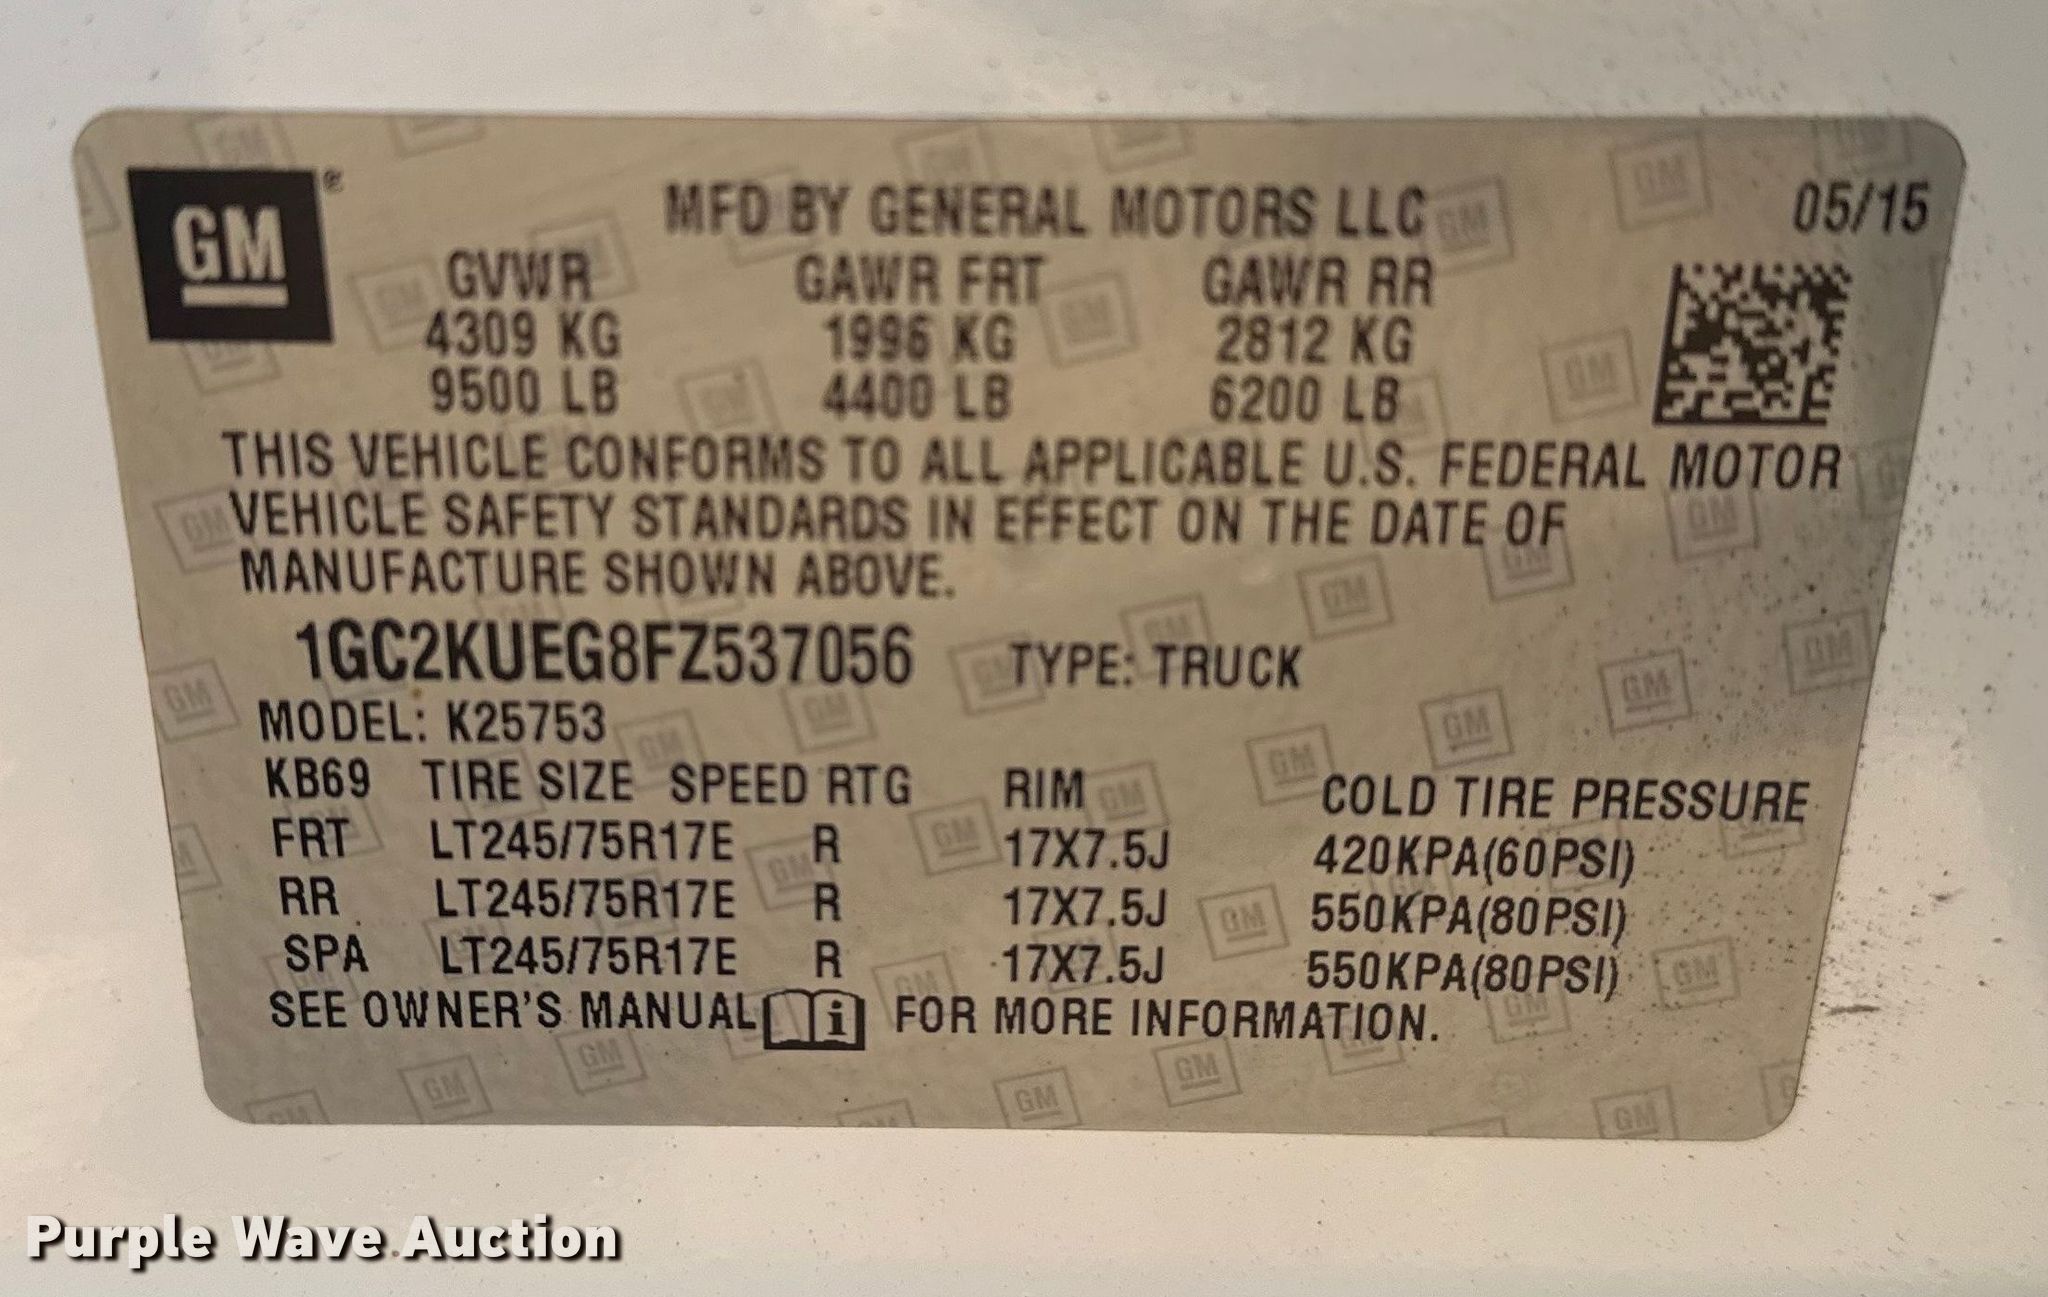 GM
MFD BY GENERAL MOTORS LLC 05/15
GVWR GAWR FRT GAWR RR
4309 KG 1996 KG 2812 KG
9500 LB 4400 LB 6200 LB
THIS VEHICLE CONFORMS TO ALL APPLICABLE U.S. FEDERAL MOTOR
VEHICLE SAFETY STANDARDS IN EFFECT ON THE DATE OF
MANUFACTURE SHOWN ABOVE.
1GC2KUEG8FZ537056 TYPE: TRUCK
MODEL: K25753
KB69 TIRE SIZE SPEED RTG RIM COLD TIRE PRESSURE
FRT LT245/75R17E R 17X7.5J 420KPA(60PSI)
RR LT245/75R17E R 17X7.5J 550KPA(80PSI)
SPA LT245/75R17E R 17X7.5J 550KPA(80PSI)
SEE OWNER'S MANUAL i FOR MORE INFORMATION.
Purple Wave Auction